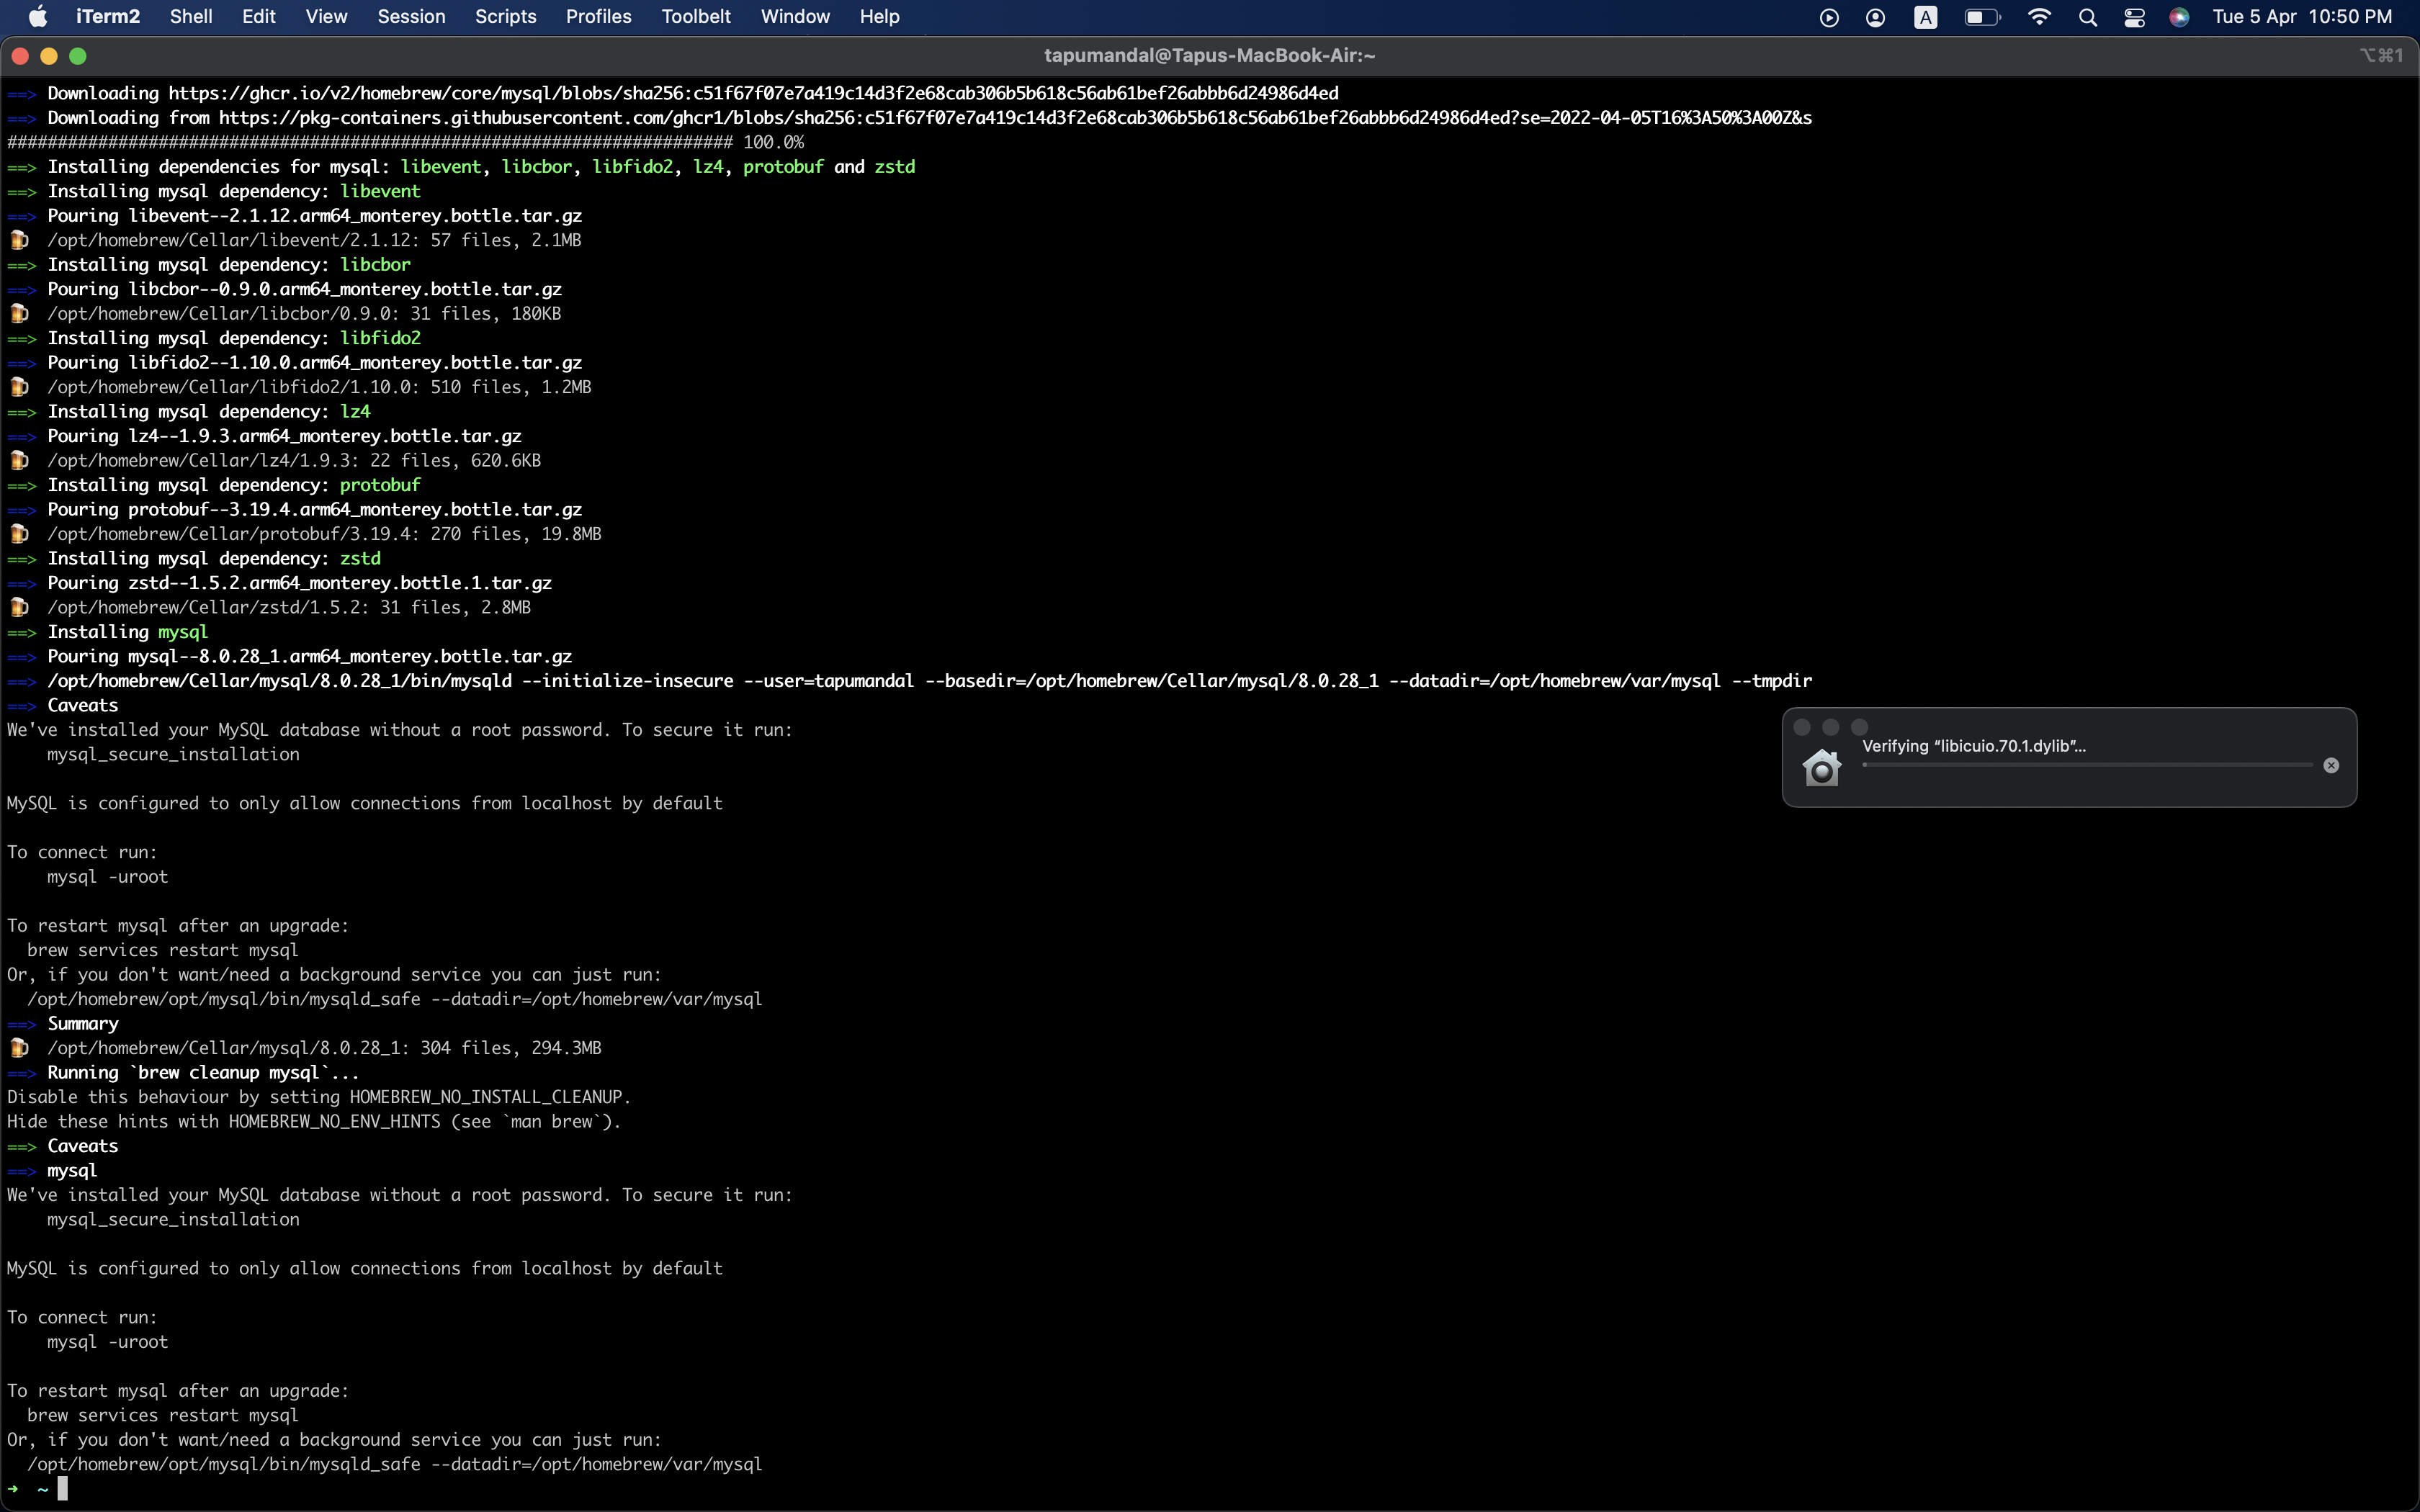 iTerm2 Shell Edit View Session Scripts Profiles Toolbelt Window Help A Tue 5 Apr 10:50 PM
tapumandal@Tapus-MacBook-Air:~ ⌥⌘1
==> Downloading https://ghcr.io/v2/homebrew/core/mysql/blobs/sha256:c51f67f07e7a419c14d3f2e68cab306b5b618c56ab61bef26abbb6d24986d4ed
==> Downloading from https://pkg-containers.githubusercontent.com/ghcr1/blobs/sha256:c51f67f07e7a419c14d3f2e68cab306b5b618c56ab61bef26abbb6d24986d4ed?se=2022-04-05T16%3A50%3A00Z&s
######################################################################## 100.0%
==> Installing dependencies for mysql: libevent, libcbor, libfido2, lz4, protobuf and zstd
==> Installing mysql dependency: libevent
==> Pouring libevent--2.1.12.arm64_monterey.bottle.tar.gz
🍺 /opt/homebrew/Cellar/libevent/2.1.12: 57 files, 2.1MB
==> Installing mysql dependency: libcbor
==> Pouring libcbor--0.9.0.arm64_monterey.bottle.tar.gz
🍺 /opt/homebrew/Cellar/libcbor/0.9.0: 31 files, 180KB
==> Installing mysql dependency: libfido2
==> Pouring libfido2--1.10.0.arm64_monterey.bottle.tar.gz
🍺 /opt/homebrew/Cellar/libfido2/1.10.0: 510 files, 1.2MB
==> Installing mysql dependency: lz4
==> Pouring lz4--1.9.3.arm64_monterey.bottle.tar.gz
🍺 /opt/homebrew/Cellar/lz4/1.9.3: 22 files, 620.6KB
==> Installing mysql dependency: protobuf
==> Pouring protobuf--3.19.4.arm64_monterey.bottle.tar.gz
🍺 /opt/homebrew/Cellar/protobuf/3.19.4: 270 files, 19.8MB
==> Installing mysql dependency: zstd
==> Pouring zstd--1.5.2.arm64_monterey.bottle.1.tar.gz
🍺 /opt/homebrew/Cellar/zstd/1.5.2: 31 files, 2.8MB
==> Installing mysql
==> Pouring mysql--8.0.28_1.arm64_monterey.bottle.tar.gz
==> /opt/homebrew/Cellar/mysql/8.0.28_1/bin/mysqld --initialize-insecure --user=tapumandal --basedir=/opt/homebrew/Cellar/mysql/8.0.28_1 --datadir=/opt/homebrew/var/mysql --tmpdir
==> Caveats
We've installed your MySQL database without a root password. To secure it run:
    mysql_secure_installation
Verifying “libicuio.70.1.dylib”...
MySQL is configured to only allow connections from localhost by default
To connect run:
    mysql -uroot
To restart mysql after an upgrade:
  brew services restart mysql
Or, if you don't want/need a background service you can just run:
  /opt/homebrew/opt/mysql/bin/mysqld_safe --datadir=/opt/homebrew/var/mysql
==> Summary
🍺 /opt/homebrew/Cellar/mysql/8.0.28_1: 304 files, 294.3MB
==> Running `brew cleanup mysql`...
Disable this behaviour by setting HOMEBREW_NO_INSTALL_CLEANUP.
Hide these hints with HOMEBREW_NO_ENV_HINTS (see `man brew`).
==> Caveats
==> mysql
We've installed your MySQL database without a root password. To secure it run:
    mysql_secure_installation
MySQL is configured to only allow connections from localhost by default
To connect run:
    mysql -uroot
To restart mysql after an upgrade:
  brew services restart mysql
Or, if you don't want/need a background service you can just run:
  /opt/homebrew/opt/mysql/bin/mysqld_safe --datadir=/opt/homebrew/var/mysql
➜ ~